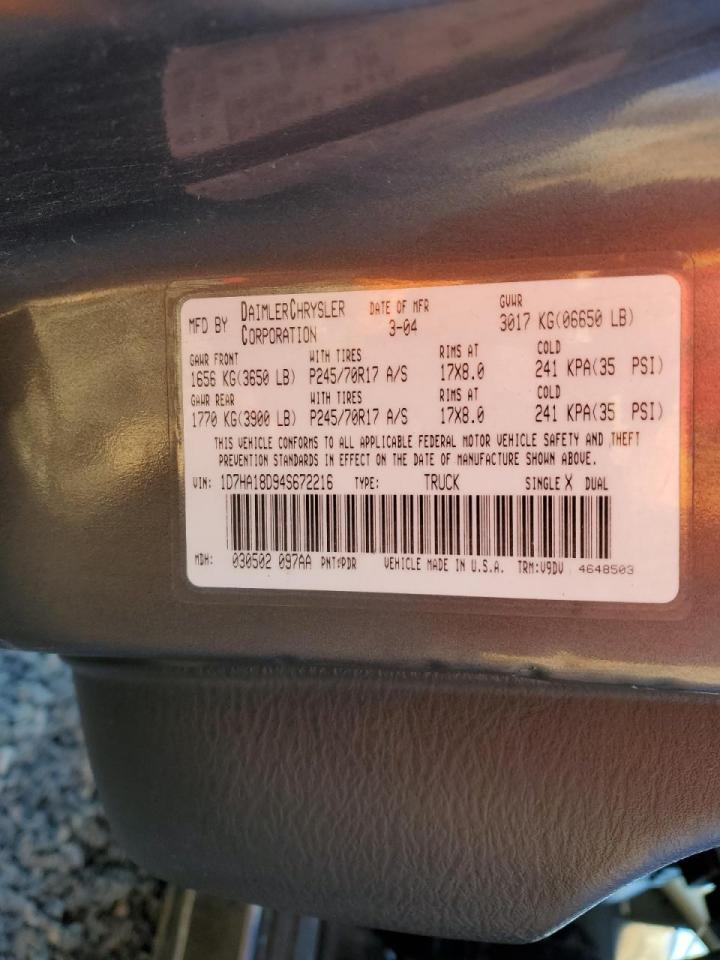 MFD BY DAIMLERCHRYSLER CORPORATION DATE OF MFR 3-04 GVWR 3017 KG(06650 LB)
GAWR FRONT WITH TIRES RIMS AT COLD
1656 KG(3650 LB) P245/70R17 A/S 17X8.0 241 KPA(35 PSI)
GAWR REAR WITH TIRES RIMS AT COLD
1770 KG(3900 LB) P245/70R17 A/S 17X8.0 241 KPA(35 PSI)
THIS VEHICLE CONFORMS TO ALL APPLICABLE FEDERAL MOTOR VEHICLE SAFETY AND THEFT
PREVENTION STANDARDS IN EFFECT ON THE DATE OF MANUFACTURE SHOWN ABOVE.
VIN: 1D7HA18D94S672216 TYPE: TRUCK SINGLE X DUAL
MDH: 030502 097AA PNT:PDR VEHICLE MADE IN U.S.A. TRM:V9DV 4648503